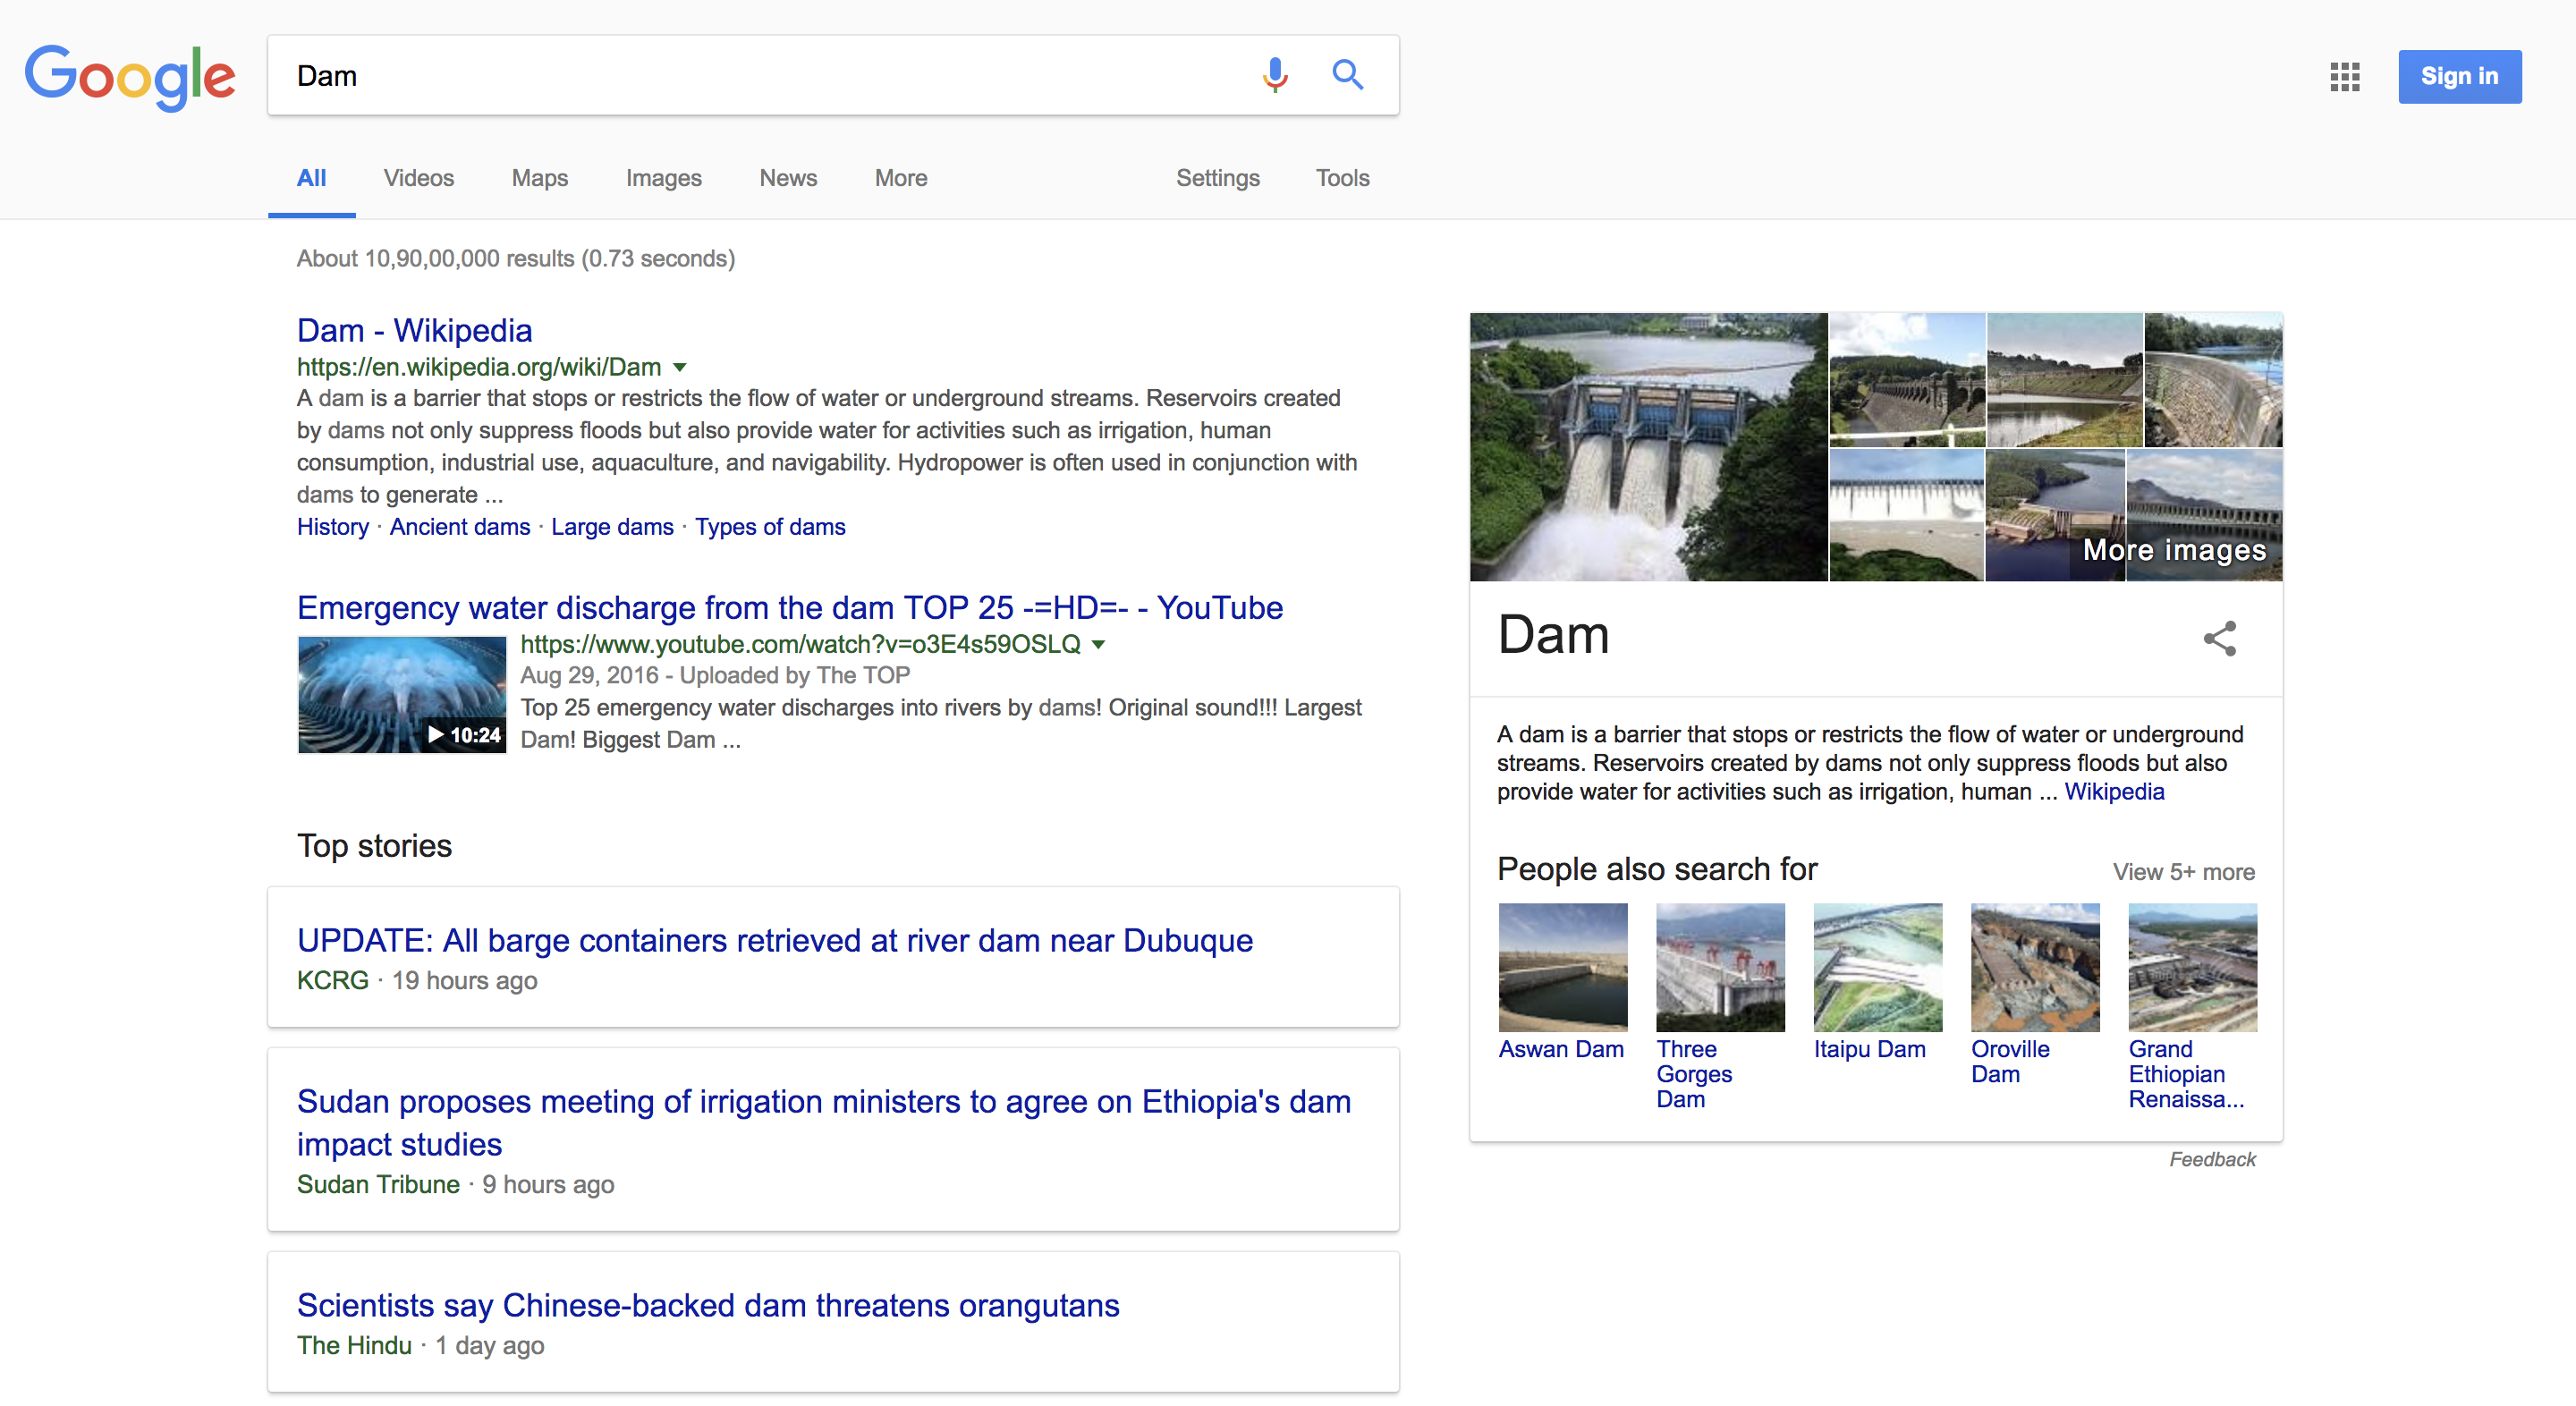 Google
Dam
Sign in
All Videos Maps Images News More Settings Tools
About 10,90,00,000 results (0.73 seconds)
Dam - Wikipedia
https://en.wikipedia.org/wiki/Dam
A dam is a barrier that stops or restricts the flow of water or underground streams. Reservoirs created
by dams not only suppress floods but also provide water for activities such as irrigation, human
consumption, industrial use, aquaculture, and navigability. Hydropower is often used in conjunction with
dams to generate ...
History · Ancient dams · Large dams · Types of dams
Emergency water discharge from the dam TOP 25 -=HD=- - YouTube
https://www.youtube.com/watch?v=o3E4s59OSLQ
Aug 29, 2016 - Uploaded by The TOP
Top 25 emergency water discharges into rivers by dams! Original sound!!! Largest
Dam! Biggest Dam ...
10:24
Top stories
UPDATE: All barge containers retrieved at river dam near Dubuque
KCRG · 19 hours ago
Sudan proposes meeting of irrigation ministers to agree on Ethiopia's dam
impact studies
Sudan Tribune · 9 hours ago
Scientists say Chinese-backed dam threatens orangutans
The Hindu · 1 day ago
More images
Dam
A dam is a barrier that stops or restricts the flow of water or underground
streams. Reservoirs created by dams not only suppress floods but also
provide water for activities such as irrigation, human ... Wikipedia
People also search for
View 5+ more
Aswan Dam
Three
Gorges
Dam
Itaipu Dam
Oroville
Dam
Grand
Ethiopian
Renaissa...
Feedback